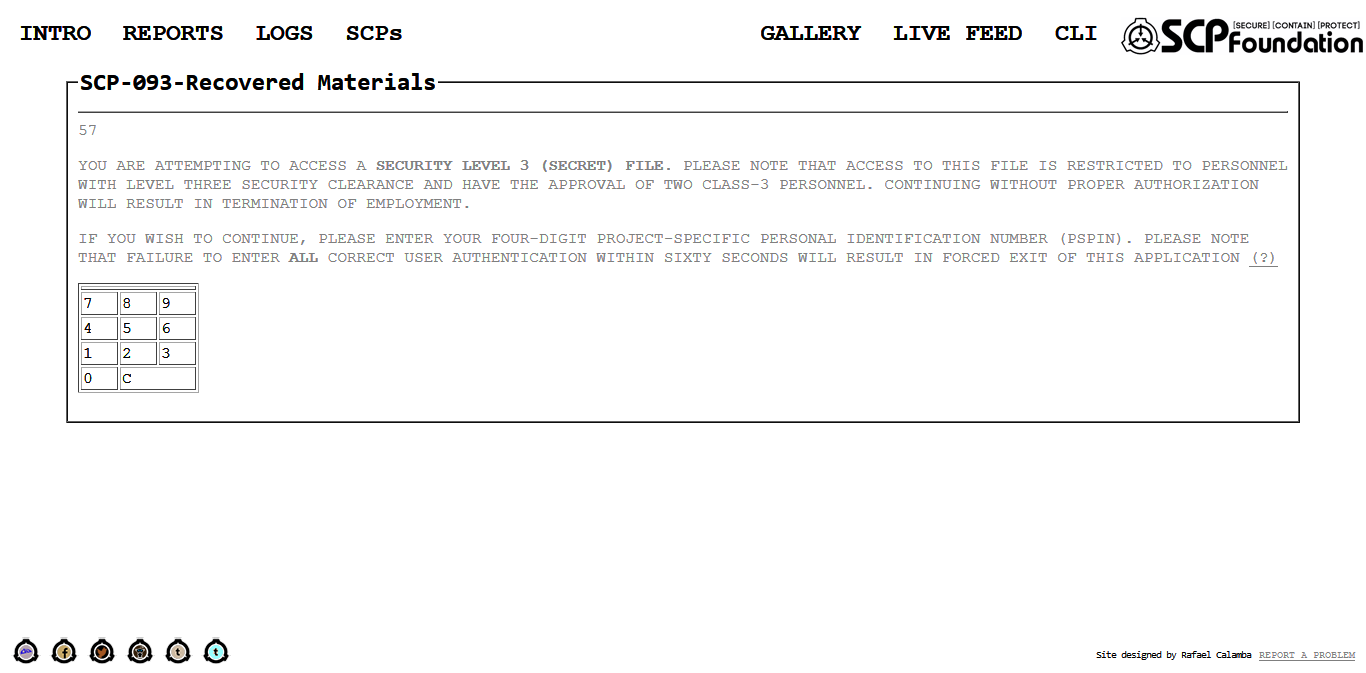 INTRO REPORTS LOGS SCPs GALLERY LIVE FEED CLI [SECURE] [CONTAIN] [PROTECT]
SCP Foundation
SCP-093-Recovered Materials
57
YOU ARE ATTEMPTING TO ACCESS A SECURITY LEVEL 3 (SECRET) FILE. PLEASE NOTE THAT ACCESS TO THIS FILE IS RESTRICTED TO PERSONNEL
WITH LEVEL THREE SECURITY CLEARANCE AND HAVE THE APPROVAL OF TWO CLASS-3 PERSONNEL. CONTINUING WITHOUT PROPER AUTHORIZATION
WILL RESULT IN TERMINATION OF EMPLOYMENT.
IF YOU WISH TO CONTINUE, PLEASE ENTER YOUR FOUR-DIGIT PROJECT-SPECIFIC PERSONAL IDENTIFICATION NUMBER (PSPIN). PLEASE NOTE
THAT FAILURE TO ENTER ALL CORRECT USER AUTHENTICATION WITHIN SIXTY SECONDS WILL RESULT IN FORCED EXIT OF THIS APPLICATION (?)
7 8 9
4 5 6
1 2 3
0 C
f t t
Site designed by Rafael Calamba REPORT A PROBLEM